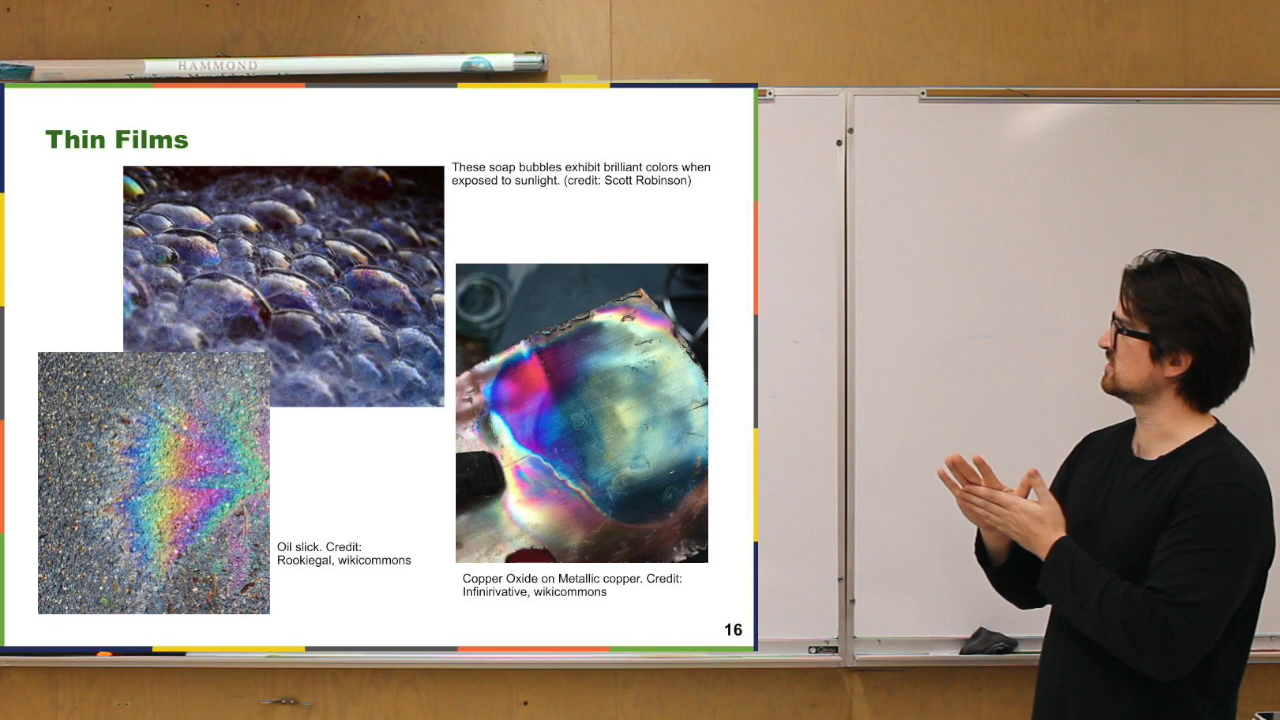 HAMMOND
Thin Films
These soap bubbles exhibit brilliant colors when
exposed to sunlight. (credit: Scott Robinson)
Oil slick. Credit:
Rookiegal, wikicommons
Copper Oxide on Metallic copper. Credit:
Infinirivative, wikicommons
16